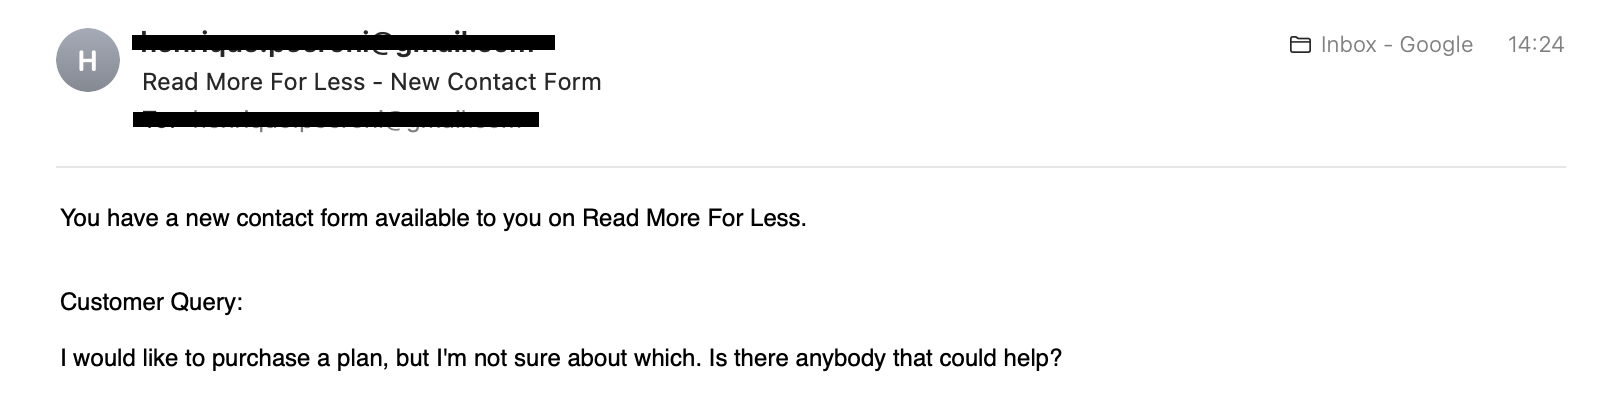 H
Inbox - Google 14:24
Read More For Less - New Contact Form
You have a new contact form available to you on Read More For Less.
Customer Query:
I would like to purchase a plan, but I'm not sure about which. Is there anybody that could help?